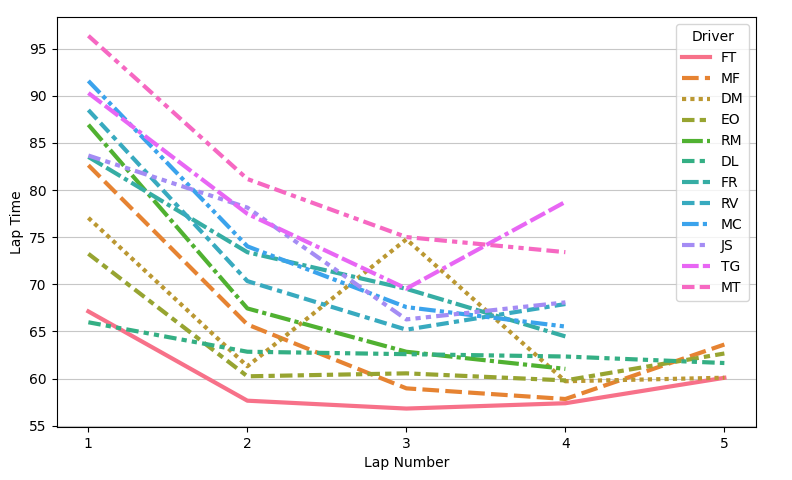 Driver
FT
MF
DM
EO
RM
DL
FR
RV
MC
JS
TG
MT
95
90
85
80
75
70
65
60
55
Lap Time
1 2 3 4 5
Lap Number